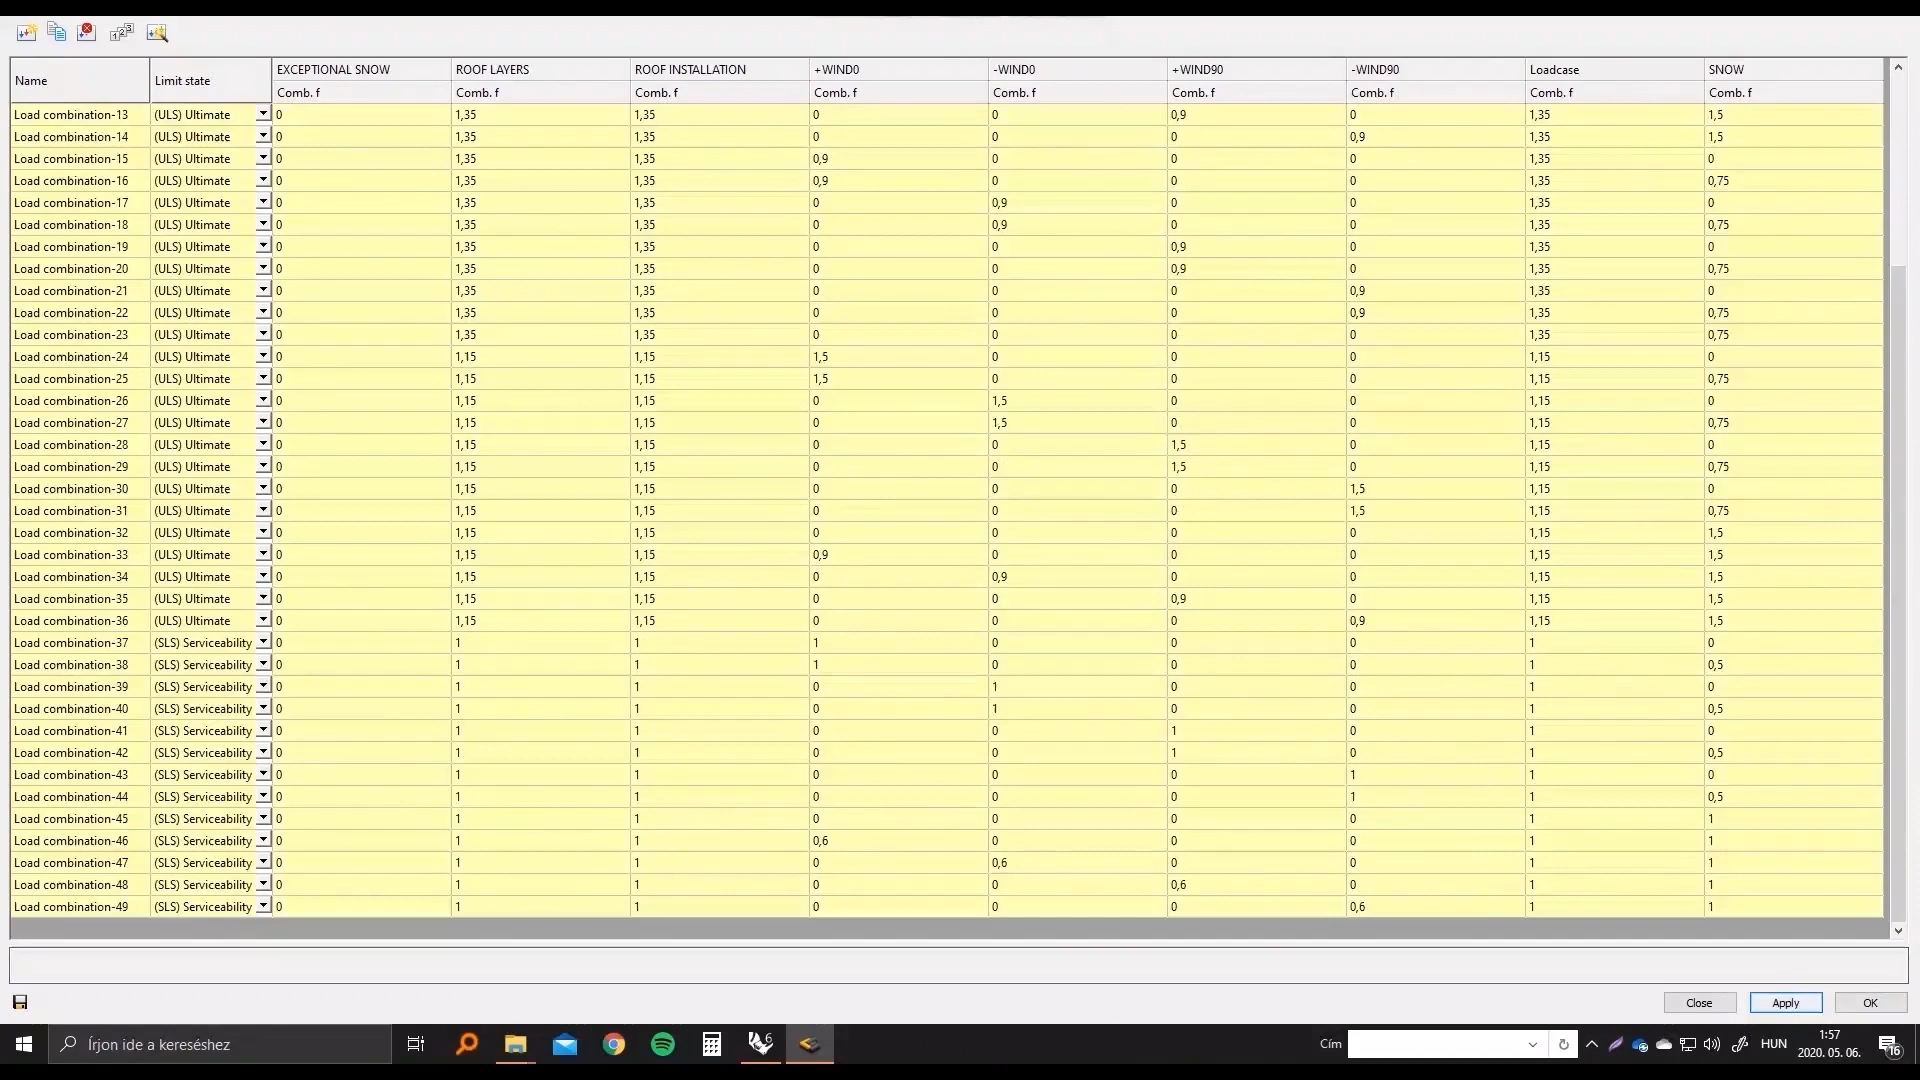 Name Limit state EXCEPTIONAL SNOW ROOF LAYERS ROOF INSTALLATION +WIND0 -WIND0 +WIND90 -WIND90 Loadcase SNOW
Comb. f Comb. f Comb. f Comb. f Comb. f Comb. f Comb. f Comb. f Comb. f
Load combination-13 (ULS) Ultimate 0 1,35 1,35 0 0 0,9 0 1,35 1,5
Load combination-14 (ULS) Ultimate 0 1,35 1,35 0 0 0 0,9 1,35 1,5
Load combination-15 (ULS) Ultimate 0 1,35 1,35 0,9 0 0 0 1,35 0
Load combination-16 (ULS) Ultimate 0 1,35 1,35 0,9 0 0 0 1,35 0,75
Load combination-17 (ULS) Ultimate 0 1,35 1,35 0 0,9 0 0 1,35 0
Load combination-18 (ULS) Ultimate 0 1,35 1,35 0 0,9 0 0 1,35 0,75
Load combination-19 (ULS) Ultimate 0 1,35 1,35 0 0 0,9 0 1,35 0
Load combination-20 (ULS) Ultimate 0 1,35 1,35 0 0 0,9 0 1,35 0,75
Load combination-21 (ULS) Ultimate 0 1,35 1,35 0 0 0 0,9 1,35 0
Load combination-22 (ULS) Ultimate 0 1,35 1,35 0 0 0 0,9 1,35 0,75
Load combination-23 (ULS) Ultimate 0 1,35 1,35 0 0 0 0 1,35 0,75
Load combination-24 (ULS) Ultimate 0 1,15 1,15 1,5 0 0 0 1,15 0
Load combination-25 (ULS) Ultimate 0 1,15 1,15 1,5 0 0 0 1,15 0,75
Load combination-26 (ULS) Ultimate 0 1,15 1,15 0 1,5 0 0 1,15 0
Load combination-27 (ULS) Ultimate 0 1,15 1,15 0 1,5 0 0 1,15 0,75
Load combination-28 (ULS) Ultimate 0 1,15 1,15 0 0 1,5 0 1,15 0
Load combination-29 (ULS) Ultimate 0 1,15 1,15 0 0 1,5 0 1,15 0,75
Load combination-30 (ULS) Ultimate 0 1,15 1,15 0 0 0 1,5 1,15 0
Load combination-31 (ULS) Ultimate 0 1,15 1,15 0 0 0 1,5 1,15 0,75
Load combination-32 (ULS) Ultimate 0 1,15 1,15 0 0 0 0 1,15 1,5
Load combination-33 (ULS) Ultimate 0 1,15 1,15 0,9 0 0 0 1,15 1,5
Load combination-34 (ULS) Ultimate 0 1,15 1,15 0 0,9 0 0 1,15 1,5
Load combination-35 (ULS) Ultimate 0 1,15 1,15 0 0 0,9 0 1,15 1,5
Load combination-36 (ULS) Ultimate 0 1,15 1,15 0 0 0 0,9 1,15 1,5
Load combination-37 (SLS) Serviceability 0 1 1 1 0 0 0 1 0
Load combination-38 (SLS) Serviceability 0 1 1 1 0 0 0 1 0,5
Load combination-39 (SLS) Serviceability 0 1 1 0 1 0 0 1 0
Load combination-40 (SLS) Serviceability 0 1 1 0 1 0 0 1 0,5
Load combination-41 (SLS) Serviceability 0 1 1 0 0 1 0 1 0
Load combination-42 (SLS) Serviceability 0 1 1 0 0 1 0 1 0,5
Load combination-43 (SLS) Serviceability 0 1 1 0 0 0 1 1 0
Load combination-44 (SLS) Serviceability 0 1 1 0 0 0 1 1 0,5
Load combination-45 (SLS) Serviceability 0 1 1 0 0 0 0 1 1
Load combination-46 (SLS) Serviceability 0 1 1 0,6 0 0 0 1 1
Load combination-47 (SLS) Serviceability 0 1 1 0 0,6 0 0 1 1
Load combination-48 (SLS) Serviceability 0 1 1 0 0 0,6 0 1 1
Load combination-49 (SLS) Serviceability 0 1 1 0 0 0 0,6 1 1
Close Apply OK
Írjon ide a kereséshez Cím HUN 1:57
2020. 05. 06. 16